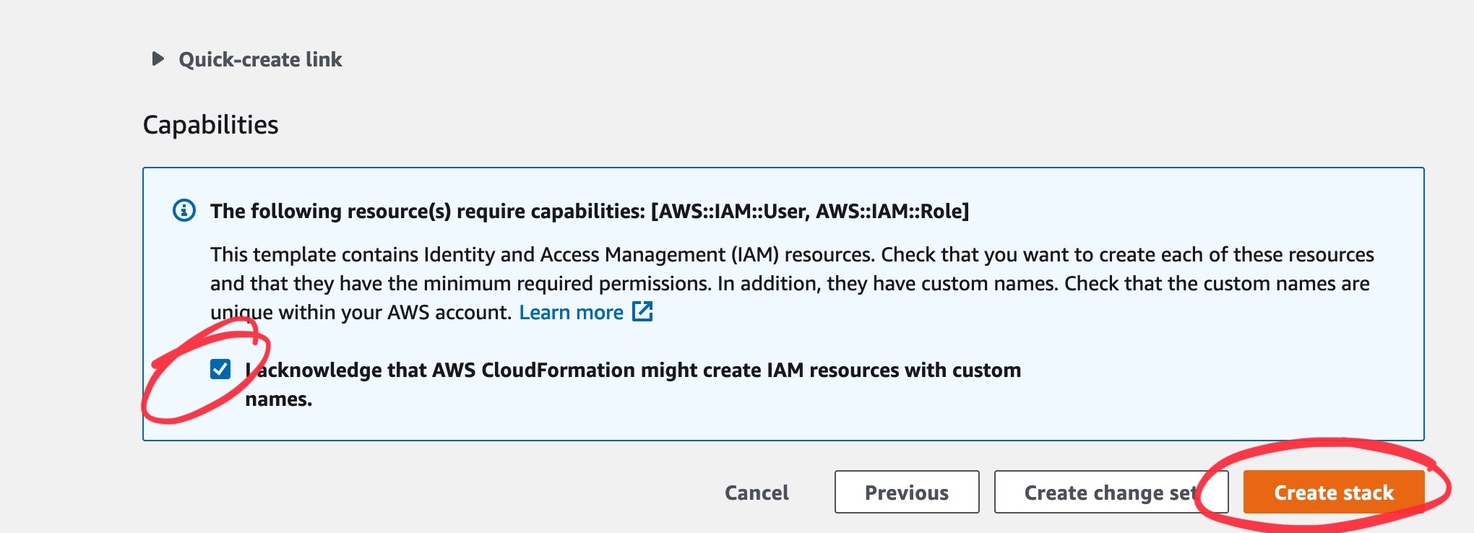 Quick-create link
Capabilities
The following resource(s) require capabilities: [AWS::IAM::User, AWS::IAM::Role]
This template contains Identity and Access Management (IAM) resources. Check that you want to create each of these resources
and that they have the minimum required permissions. In addition, they have custom names. Check that the custom names are
unique within your AWS account. Learn more
I acknowledge that AWS CloudFormation might create IAM resources with custom
names.
Cancel Previous Create change set Create stack